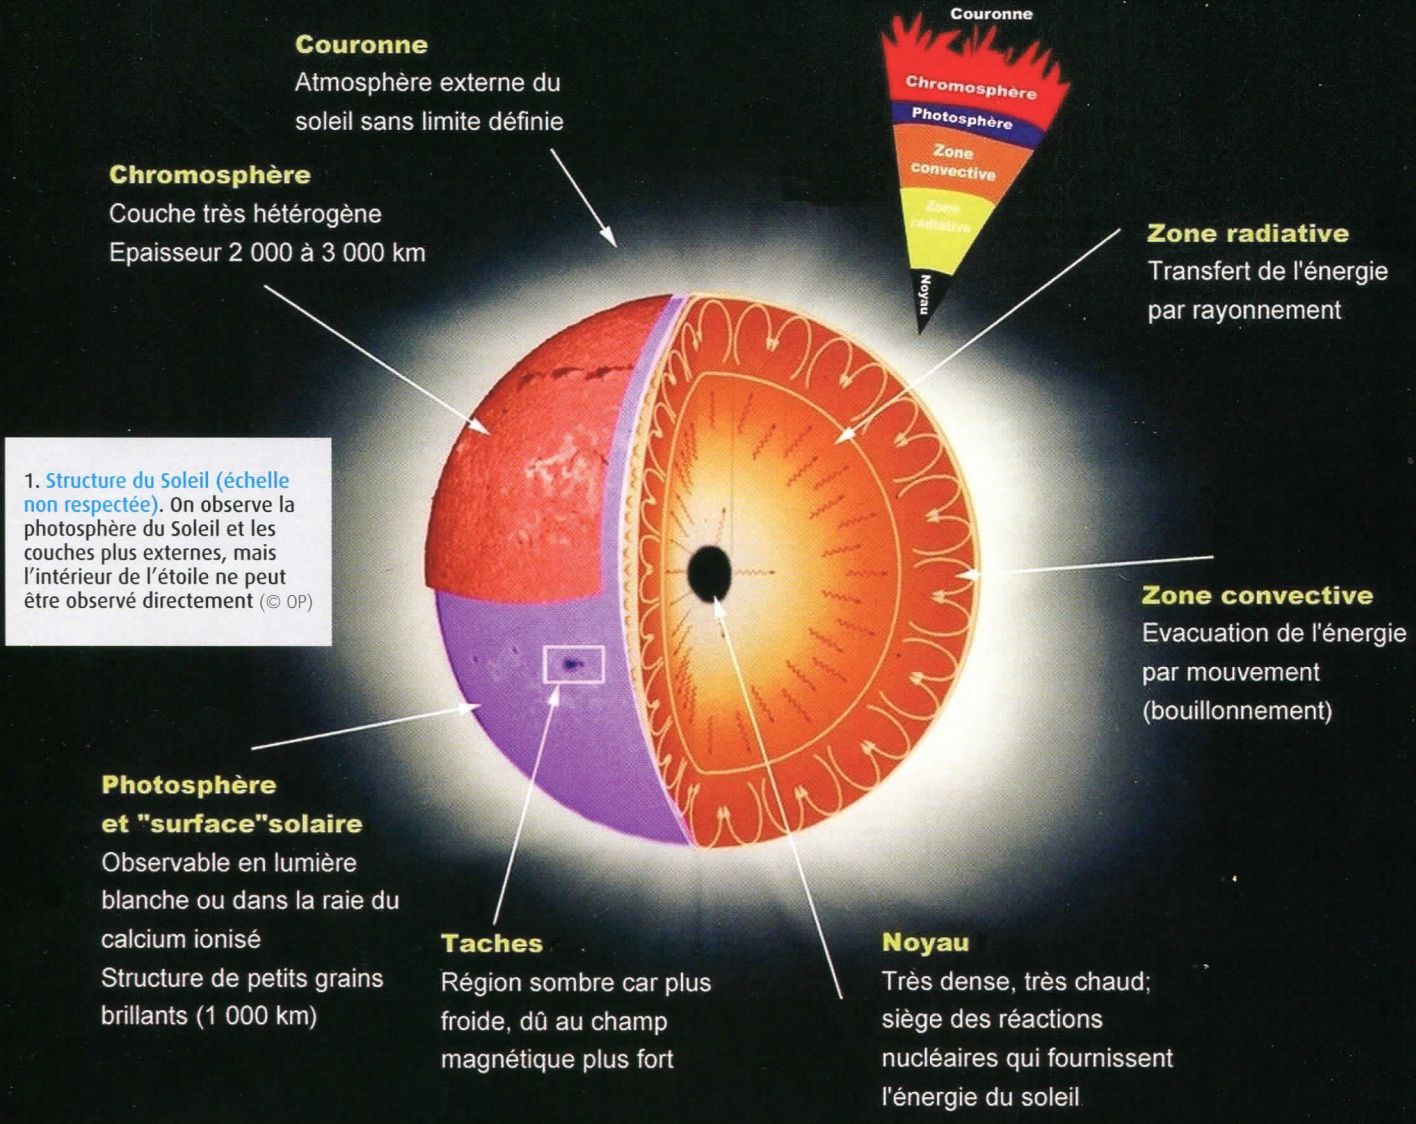 Couronne
Couronne
Atmosphère externe du
soleil sans limite définie
Chromosphère
Photosphère
Zone
convective
Zone
radiative
Noyau
Chromosphère
Couche très hétérogène
Epaisseur 2 000 à 3 000 km
Zone radiative
Transfert de l'énergie
par rayonnement
1. Structure du Soleil (échelle
non respectée). On observe la
photosphère du Soleil et les
couches plus externes, mais
l'intérieur de l'étoile ne peut
être observé directement (© OP)
Zone convective
Evacuation de l'énergie
par mouvement
(bouillonnement)
Photosphère
et "surface"solaire
Observable en lumière
blanche ou dans la raie du
calcium ionisé
Structure de petits grains
brillants (1 000 km)
Taches
Région sombre car plus
froide, dû au champ
magnétique plus fort
Noyau
Très dense, très chaud;
siège des réactions
nucléaires qui fournissent
l'énergie du soleil